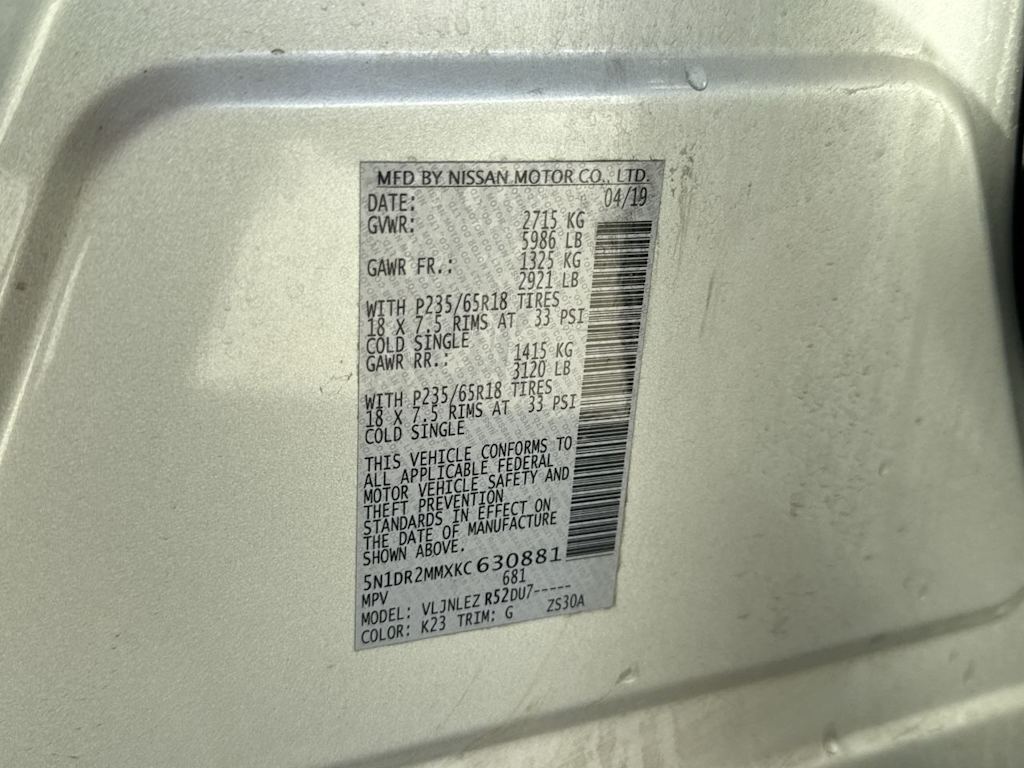 MFD BY NISSAN MOTOR CO., LTD.
DATE: 04/19
GVWR: 2715 KG
5986 LB
GAWR FR.: 1325 KG
2921 LB
WITH P235/65R18 TIRES
18 X 7.5 RIMS AT 33 PSI
COLD SINGLE
GAWR RR.: 1415 KG
3120 LB
WITH P235/65R18 TIRES
18 X 7.5 RIMS AT 33 PSI
COLD SINGLE
THIS VEHICLE CONFORMS TO
ALL APPLICABLE FEDERAL
MOTOR VEHICLE SAFETY AND
THEFT PREVENTION
STANDARDS IN EFFECT ON
THE DATE OF MANUFACTURE
SHOWN ABOVE.
5N1DR2MMXKC630881
MPV 681
MODEL: VLJNLEZ R52DU7-----
COLOR: K23 TRIM: G ZS30A